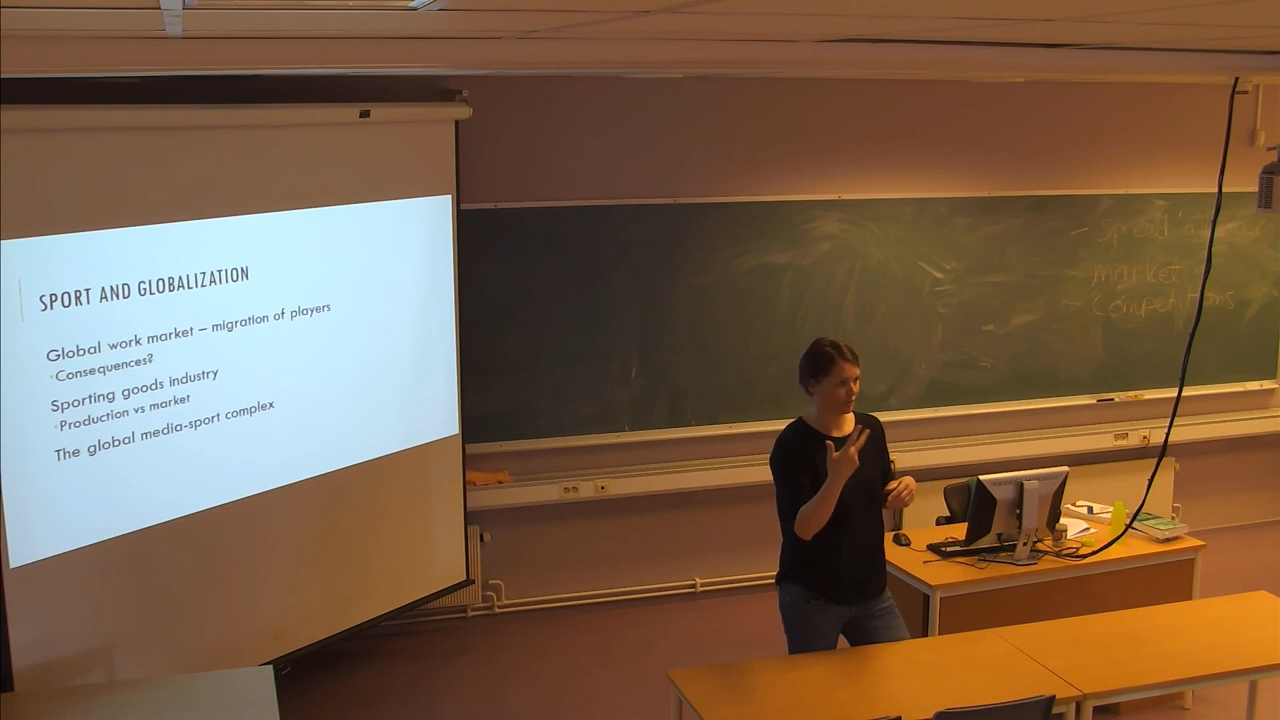 SPORT AND GLOBALIZATION
Global work market – migration of players
Consequences?
Sporting goods industry
Production vs market
The global media-sport complex
- Spread
market
- Competitions